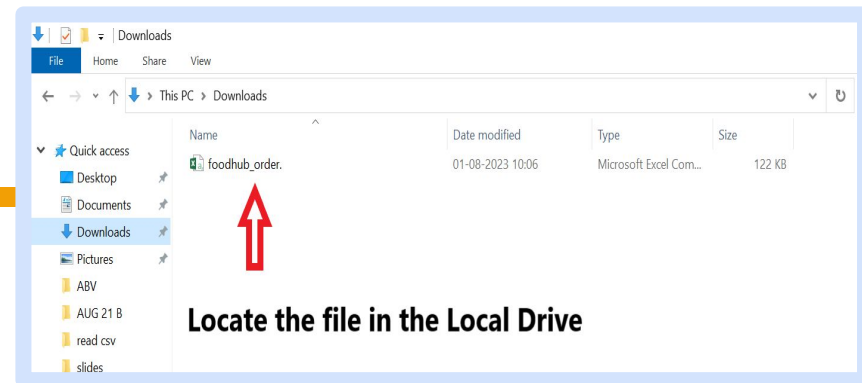 Downloads
File Home Share View
This PC > Downloads
Name Date modified Type Size
Quick access
foodhub_order. 01-08-2023 10:06 Microsoft Excel Com... 122 KB
Desktop
Documents
Downloads
Pictures
ABV
AUG 21 B
Locate the file in the Local Drive
read csv
slides